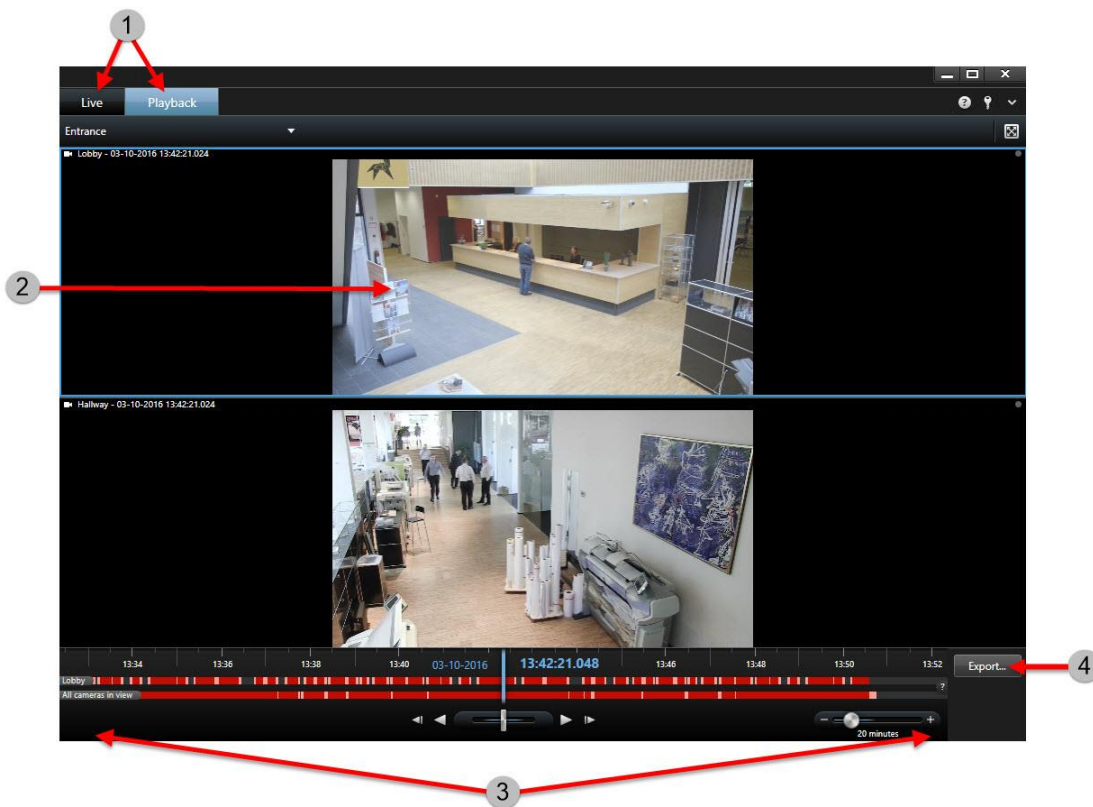 1
Live Playback
Entrance
Lobby - 03-10-2016 13:42:21.024
2
Hallway - 03-10-2016 13:42:21.024
13:34 13:36 13:38 13:40 03-10-2016 13:42:21.048 13:46 13:48 13:50 13:52 Export... 4
Lobby
All cameras in view ?
20 minutes
3